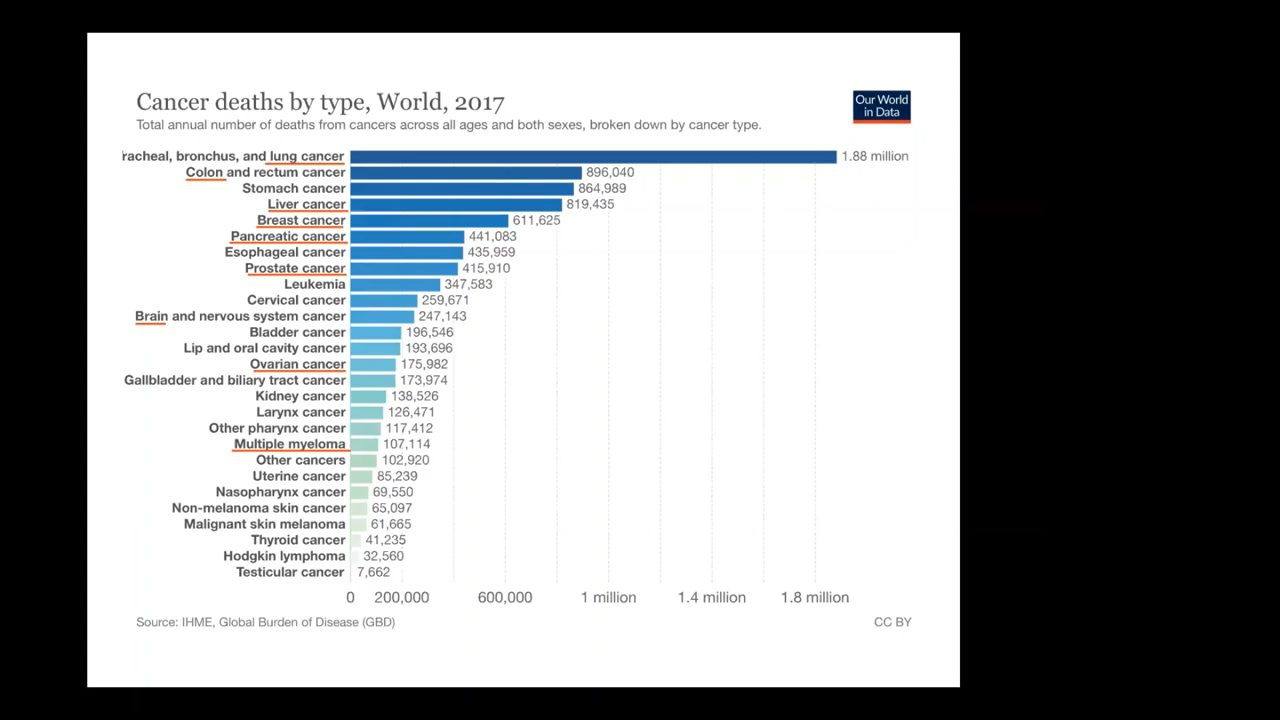 Cancer deaths by type, World, 2017
Our World
in Data
Total annual number of deaths from cancers across all ages and both sexes, broken down by cancer type.
racheal, bronchus, and lung cancer 1.88 million
Colon and rectum cancer 896,040
Stomach cancer 864,989
Liver cancer 819,435
Breast cancer 611,625
Pancreatic cancer 441,083
Esophageal cancer 435,959
Prostate cancer 415,910
Leukemia 347,583
Cervical cancer 259,671
Brain and nervous system cancer 247,143
Bladder cancer 196,546
Lip and oral cavity cancer 193,696
Ovarian cancer 175,982
Gallbladder and biliary tract cancer 173,974
Kidney cancer 138,526
Larynx cancer 126,471
Other pharynx cancer 117,412
Multiple myeloma 107,114
Other cancers 102,920
Uterine cancer 85,239
Nasopharynx cancer 69,550
Non-melanoma skin cancer 65,097
Malignant skin melanoma 61,665
Thyroid cancer 41,235
Hodgkin lymphoma 32,560
Testicular cancer 7,662
0 200,000 600,000 1 million 1.4 million 1.8 million
Source: IHME, Global Burden of Disease (GBD) CC BY